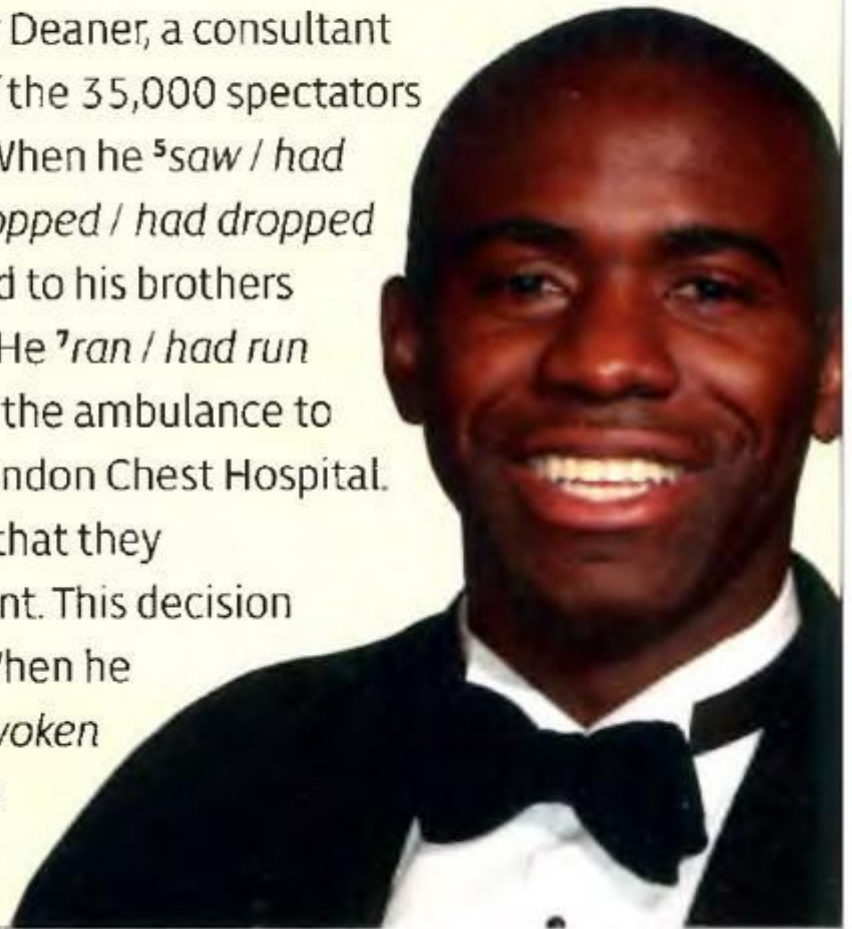 Deaner, a consultant
the 35,000 spectators
When he ⁵saw / had
opped / had dropped
d to his brothers
He ⁷ran / had run
the ambulance to
ndon Chest Hospital.
that they
nt. This decision
When he
voken